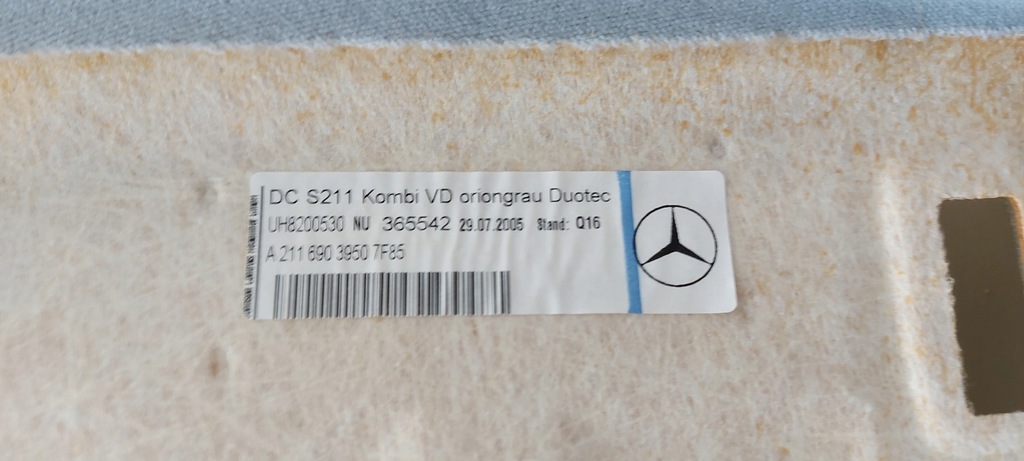 DC S211 Kombi VD oriongrau Duotec
UH8200530 NU 365542 29.07.2005 Stand: Q16
A 211 690 3950 7F85